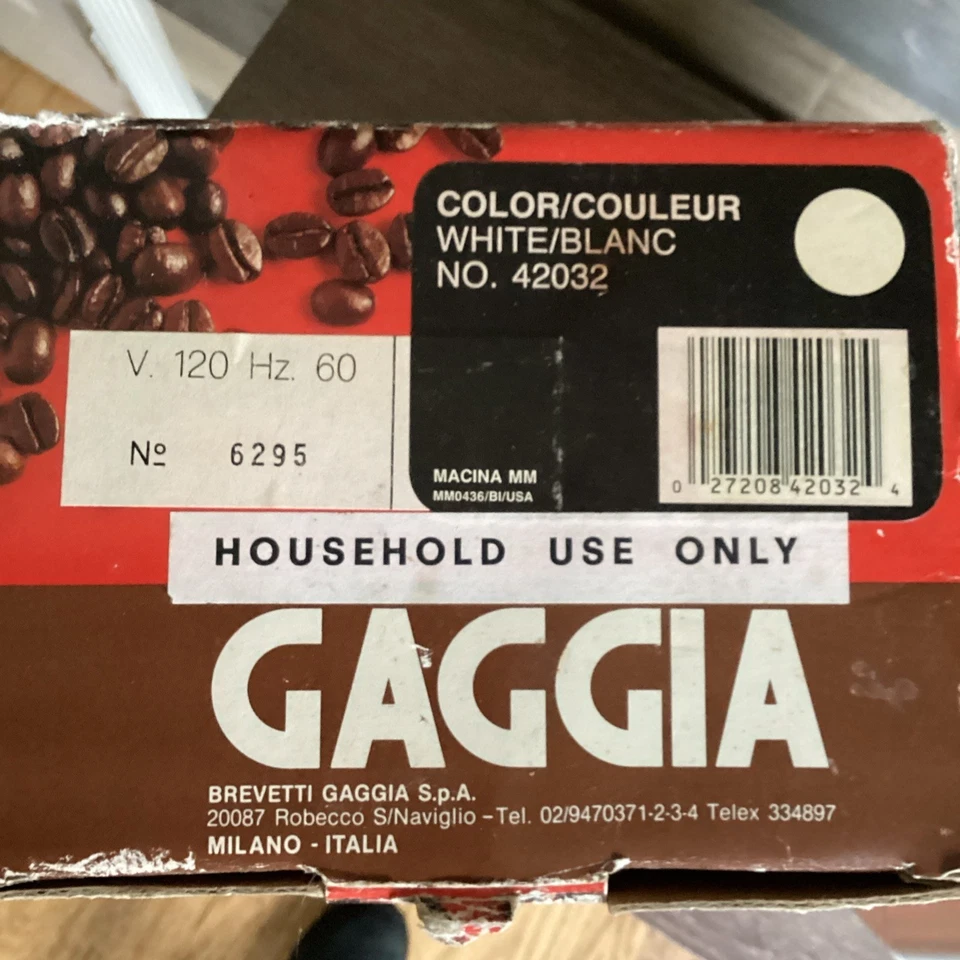 COLOR/COULEUR
WHITE/BLANC
NO. 42032
V. 120 Hz. 60
Nº 6295
MACINA MM
MM0436/BI/USA
0 27208 42032 4
HOUSEHOLD USE ONLY
GAGGIA
BREVETTI GAGGIA S.p.A.
20087 Robecco S/Naviglio - Tel. 02/9470371-2-3-4 Telex 334897
MILANO - ITALIA